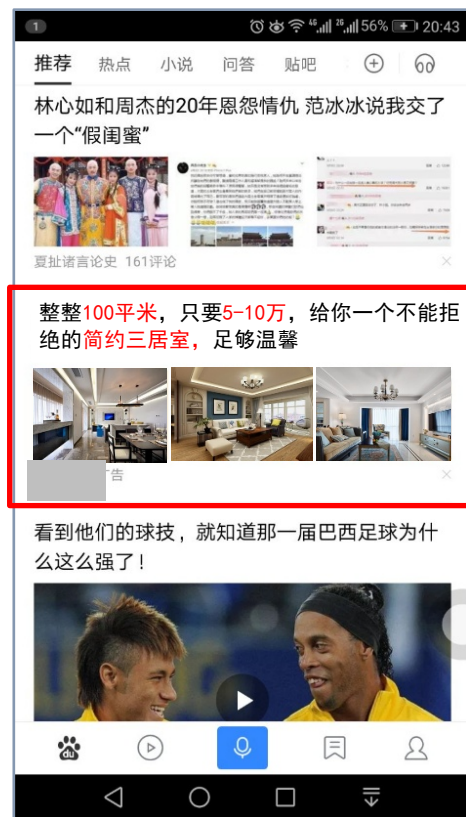 1
46 26 56% 20:43
推荐 热点 小说 问答 贴吧
林心如和周杰的20年恩怨情仇 范冰冰说我交了
一个“假闺蜜”
夏扯诸言论史 161评论
整整100平米，只要5-10万，给你一个不能拒
绝的简约三居室，足够温馨
告
看到他们的球技，就知道那一届巴西足球为什
么这么强了！
du